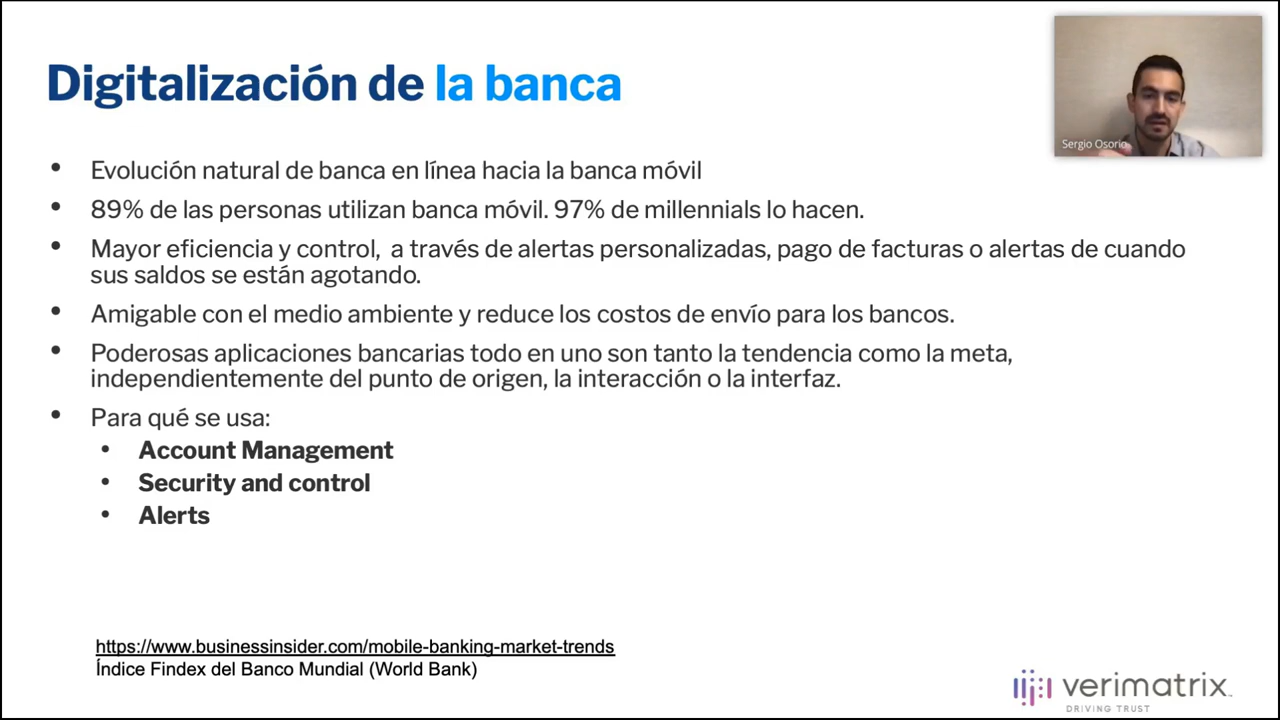 Digitalización de la banca
Sergio Osorio
• Evolución natural de banca en línea hacia la banca móvil
• 89% de las personas utilizan banca móvil. 97% de millennials lo hacen.
• Mayor eficiencia y control, a través de alertas personalizadas, pago de facturas o alertas de cuando
sus saldos se están agotando.
• Amigable con el medio ambiente y reduce los costos de envío para los bancos.
• Poderosas aplicaciones bancarias todo en uno son tanto la tendencia como la meta,
independientemente del punto de origen, la interacción o la interfaz.
• Para qué se usa:
• Account Management
• Security and control
• Alerts
https://www.businessinsider.com/mobile-banking-market-trends
Índice Findex del Banco Mundial (World Bank)
verimatrix™
DRIVING TRUST